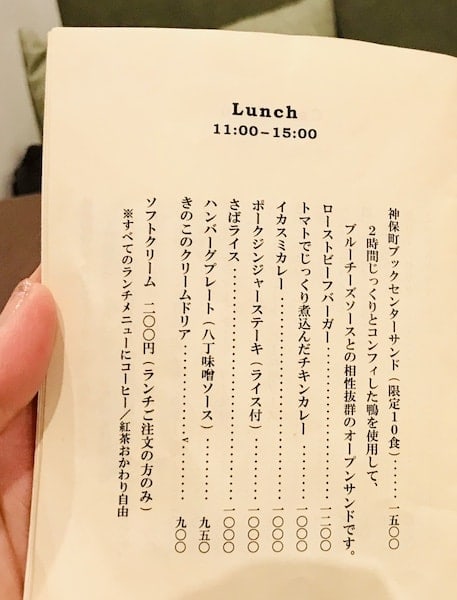 Lunch
11:00–15:00
神保町ブックセンターサンド（限定10食）……一五〇〇
2時間じっくりとコンフィした鴨を使用して、
ブルーチーズソースとの相性抜群のオープンサンドです。
ローストビーフバーガー……………………一二〇〇
トマトでじっくり煮込んだチキンカレー………一〇〇〇
イカスミカレー……………………………一〇〇〇
ポークジンジャーステーキ（ライス付）………一〇〇〇
さばライス…………………………………一〇〇〇
ハンバーグプレート（八丁味噌ソース）………九五〇
きのこのクリームドリア……………………九〇〇
ソフトクリーム　二〇〇円（ランチご注文の方のみ）
※すべてのランチメニューにコーヒー／紅茶おかわり自由